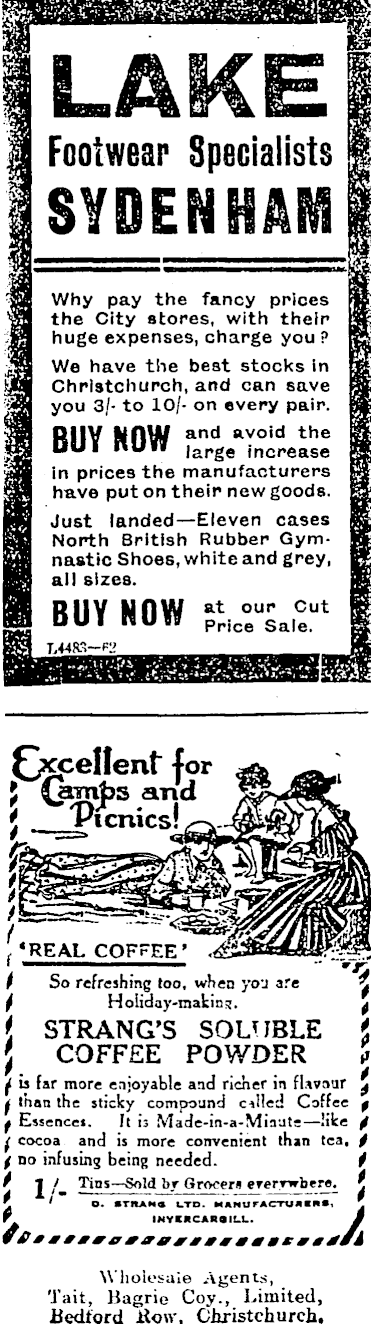 LAKE
Footwear Specialists
SYDENHAM
Why pay the fancy prices
the City stores, with their
huge expenses, charge you?
We have the best stocks in
Christchurch, and can save
you 3/- to 10/- on every pair.
BUY NOW and avoid the
large increase
in prices the manufacturers
have put on their new goods.
Just landed—Eleven cases
North British Rubber Gym-
nastic Shoes, white and grey,
all sizes.
BUY NOW at our Cut
Price Sale.
L4483—62
Excellent for
Camps and
Picnics!
'REAL COFFEE'
So refreshing too, when you are
Holiday-making.
STRANG'S SOLUBLE
COFFEE POWDER
is far more enjoyable and richer in flavour
than the sticky compound called Coffee
Essences. It is Made-in-a-Minute—like
cocoa and is more convenient than tea,
no infusing being needed.
1/- Tins—Sold by Grocers everywhere.
D. STRANG LTD. MANUFACTURERS,
INVERCARGILL.
Wholesale Agents,
Tait, Bagrie Coy., Limited,
Bedford Row, Christchurch.